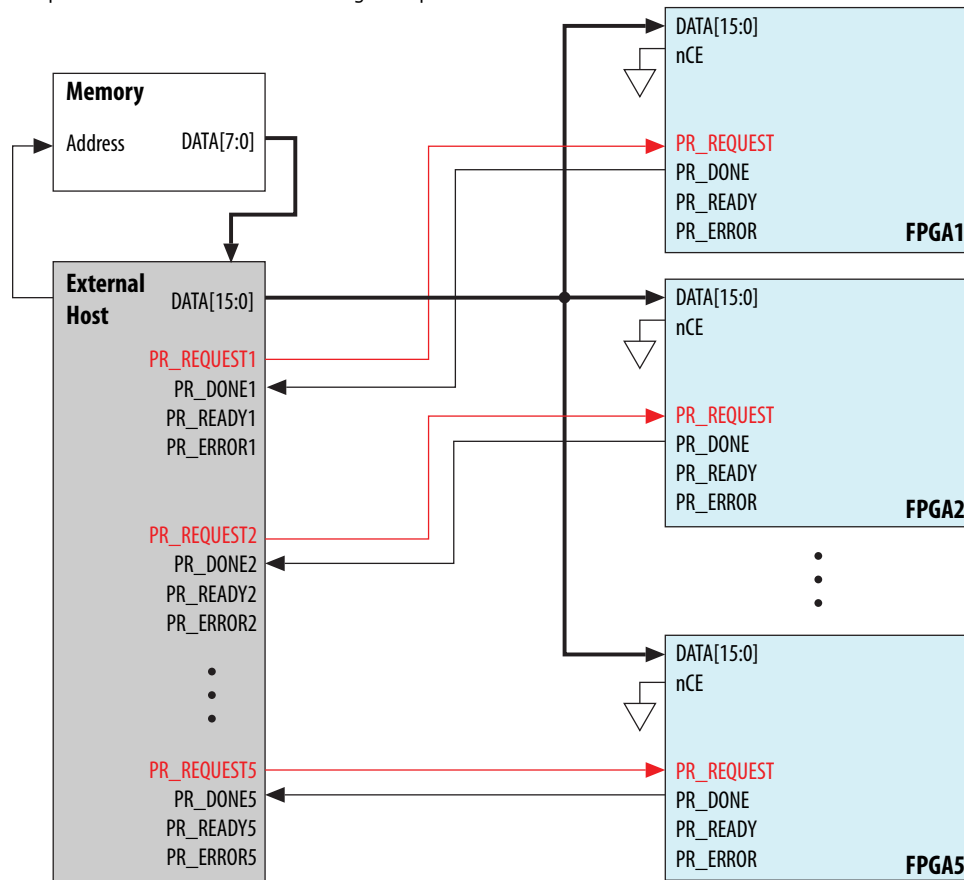 Memory
Address
DATA[7:0]
External
Host
DATA[15:0]
PR_REQUEST1
PR_DONE1
PR_READY1
PR_ERROR1
PR_REQUEST2
PR_DONE2
PR_READY2
PR_ERROR2
PR_REQUEST5
PR_DONE5
PR_READY5
PR_ERROR5
DATA[15:0]
nCE
PR_REQUEST
PR_DONE
PR_READY
PR_ERROR
FPGA1
DATA[15:0]
nCE
PR_REQUEST
PR_DONE
PR_READY
PR_ERROR
FPGA2
DATA[15:0]
nCE
PR_REQUEST
PR_DONE
PR_READY
PR_ERROR
FPGA5